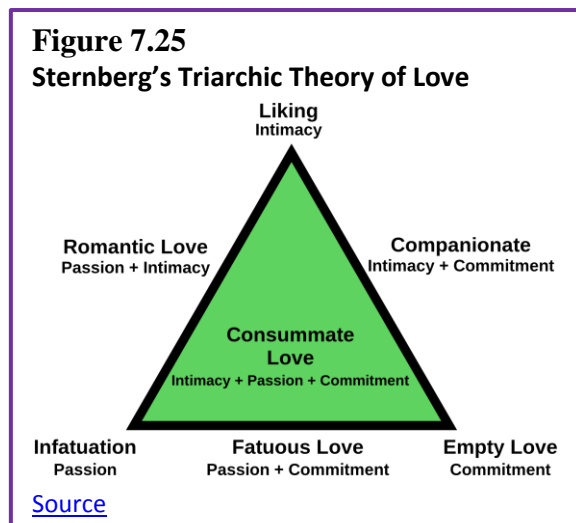 Figure 7.25
Sternberg's Triarchic Theory of Love
Liking
Intimacy
Romantic Love
Passion + Intimacy
Companionate
Intimacy + Commitment
Consummate
Love
Intimacy + Passion + Commitment
Infatuation
Passion
Fatuous Love
Passion + Commitment
Empty Love
Commitment
Source